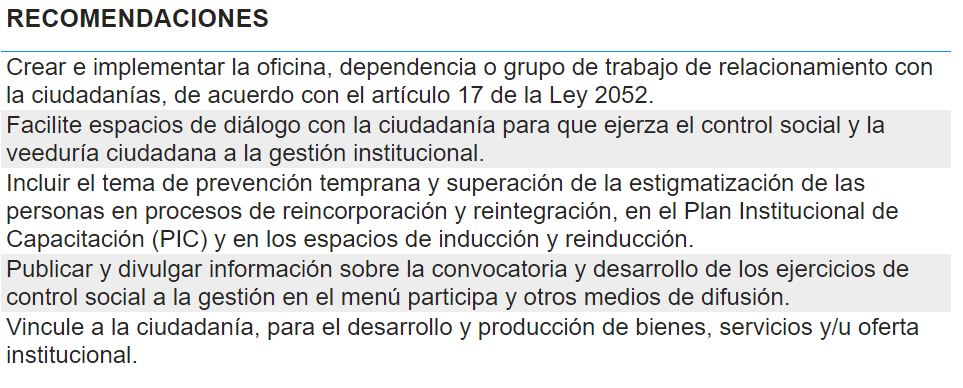 RECOMENDACIONES
Crear e implementar la oficina, dependencia o grupo de trabajo de relacionamiento con
la ciudadanías, de acuerdo con el artículo 17 de la Ley 2052.
Facilite espacios de diálogo con la ciudadanía para que ejerza el control social y la
veeduría ciudadana a la gestión institucional.
Incluir el tema de prevención temprana y superación de la estigmatización de las
personas en procesos de reincorporación y reintegración, en el Plan Institucional de
Capacitación (PIC) y en los espacios de inducción y reinducción.
Publicar y divulgar información sobre la convocatoria y desarrollo de los ejercicios de
control social a la gestión en el menú participa y otros medios de difusión.
Vincule a la ciudadanía, para el desarrollo y producción de bienes, servicios y/u oferta
institucional.